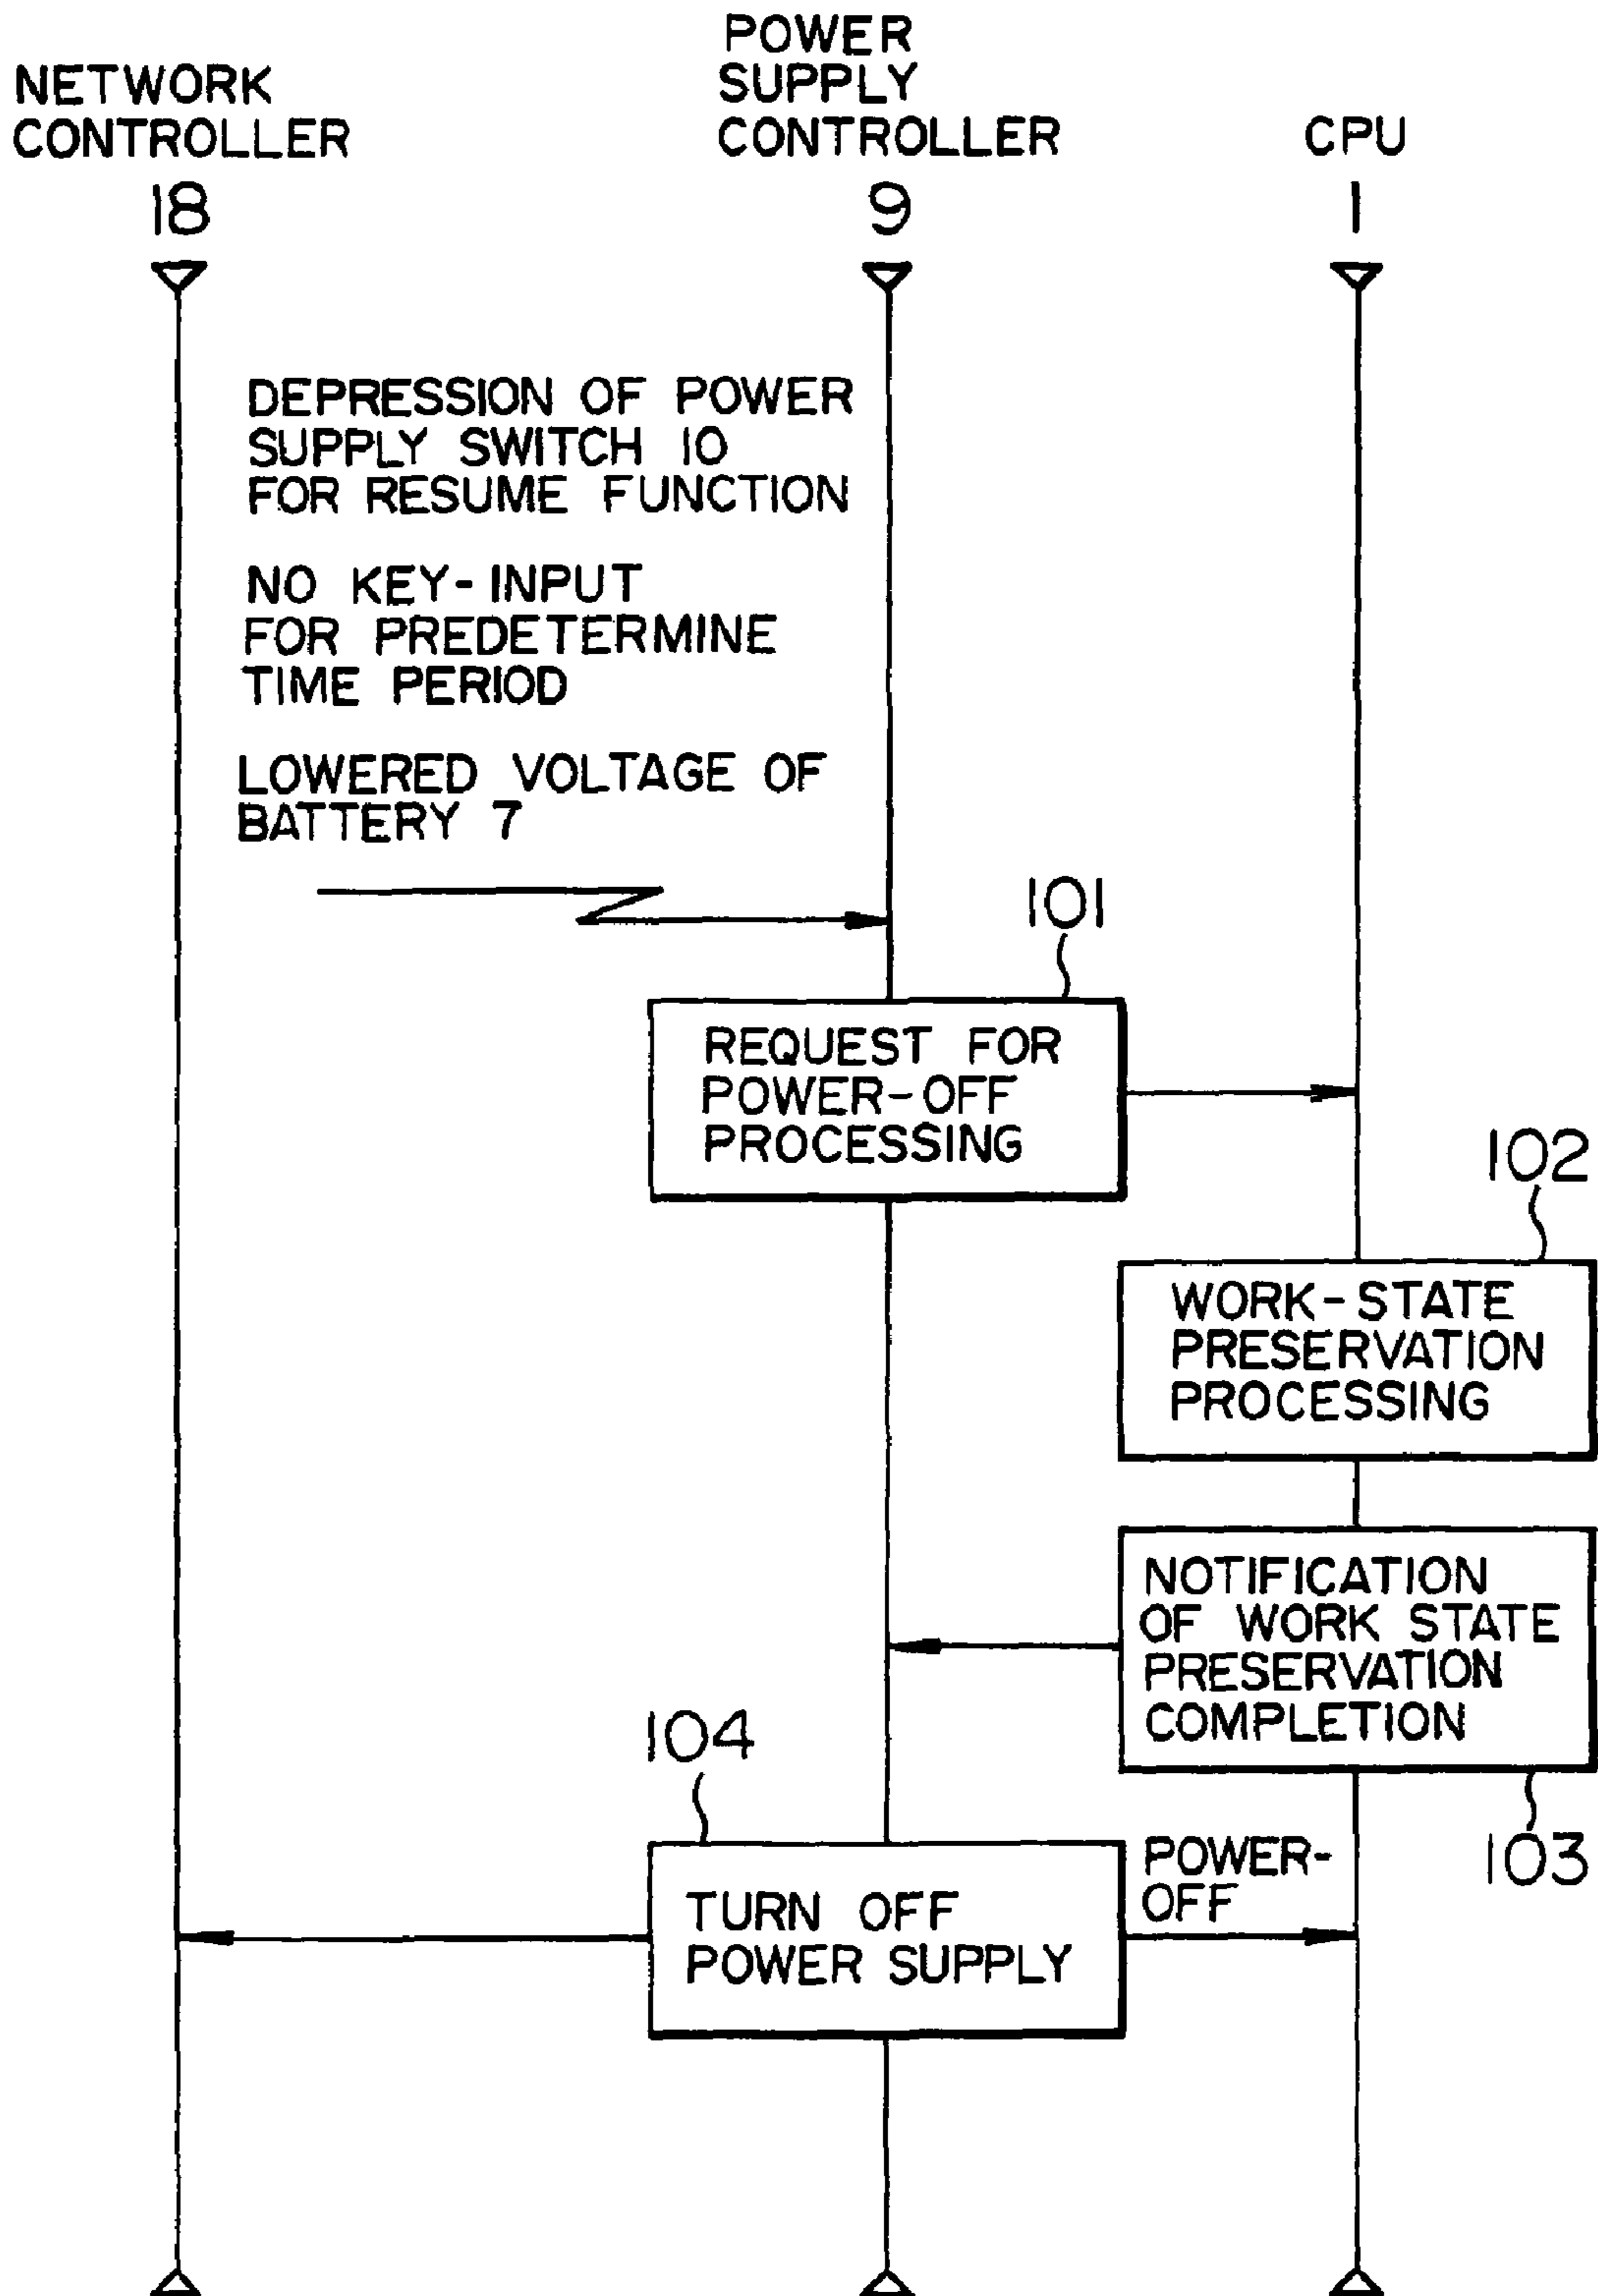 NETWORK
CONTROLLER
18
POWER
SUPPLY
CONTROLLER
9
CPU
1
DEPRESSION OF POWER
SUPPLY SWITCH 10
FOR RESUME FUNCTION
NO KEY-INPUT
FOR PREDETERMINE
TIME PERIOD
LOWERED VOLTAGE OF
BATTERY 7
101
REQUEST FOR
POWER-OFF
PROCESSING
102
WORK-STATE
PRESERVATION
PROCESSING
NOTIFICATION
OF WORK STATE
PRESERVATION
COMPLETION
103
104
TURN OFF
POWER SUPPLY
POWER-
OFF